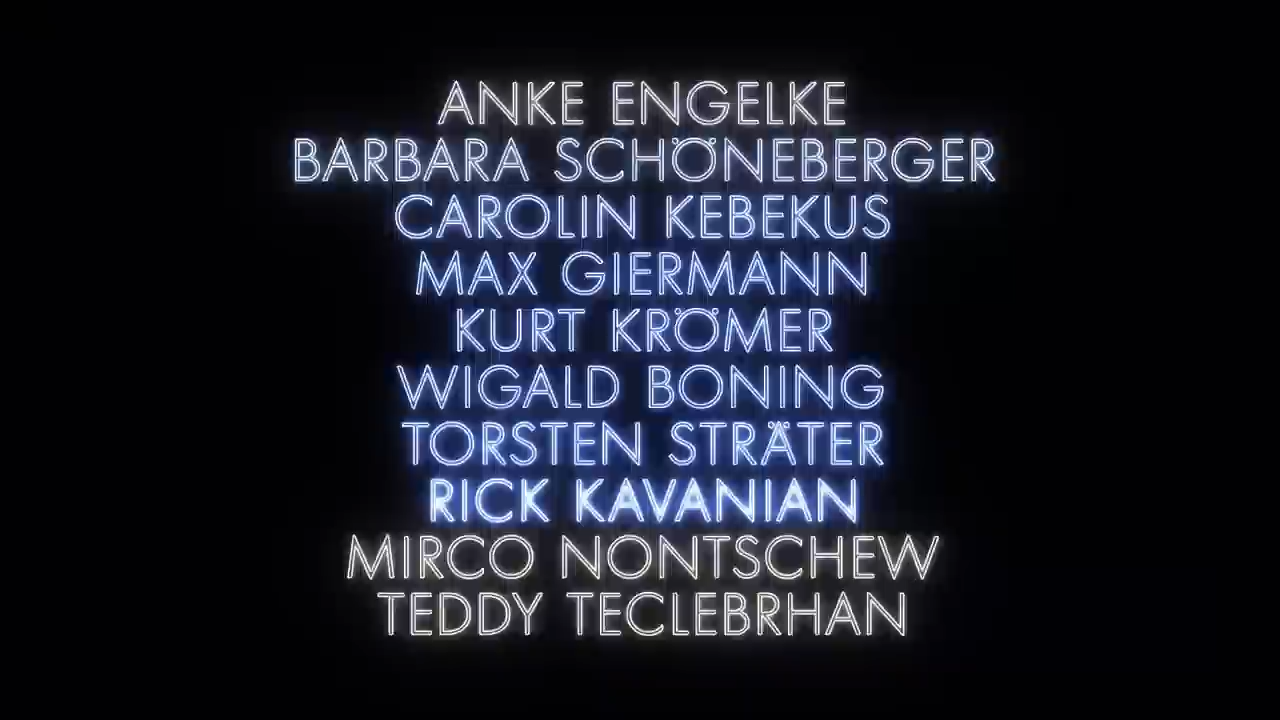 ANKE ENGELKE
BARBARA SCHÖNEBERGER
CAROLIN KEBEKUS
MAX GIERMANN
KURT KRÖMER
WIGALD BONING
TORSTEN STRÄTER
RICK KAVANIAN
MIRCO NONTSCHEW
TEDDY TECLEBRHAN